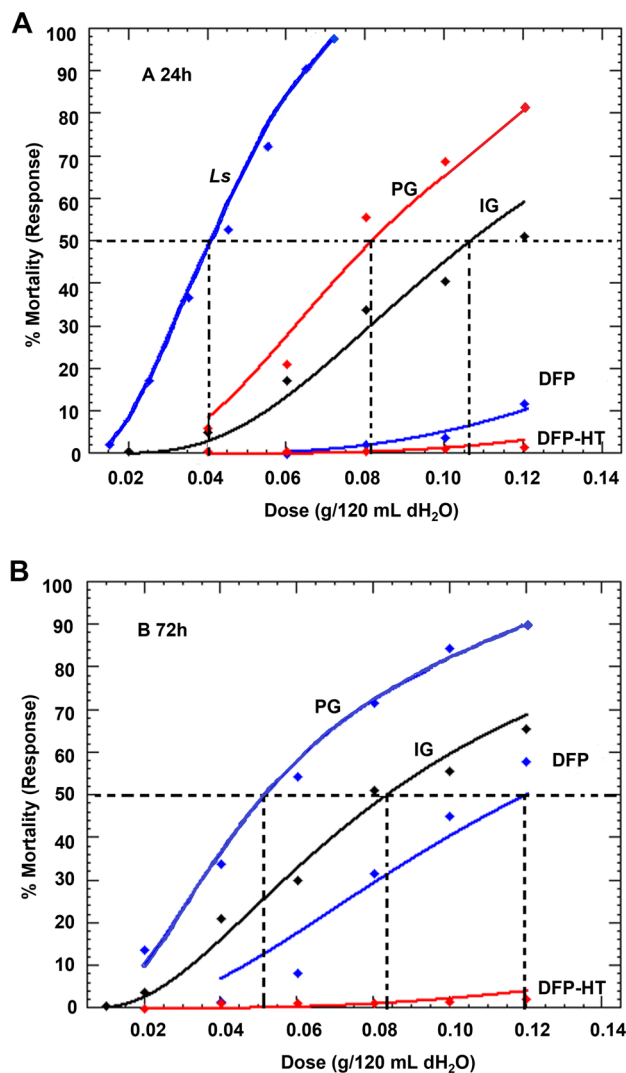 A
A 24h
% Mortality (Response)
100
90
80
70
60
50
40
30
20
10
0
Ls
PG
IG
DFP
DFP-HT
0.00 0.02 0.04 0.06 0.08 0.10 0.12 0.14
Dose (g/120 mL dH₂O)
B
B 72h
% Mortality (Response)
100
90
80
70
60
50
40
30
20
10
0
PG
IG
DFP
DFP-HT
0.02 0.04 0.06 0.08 0.10 0.12 0.14
Dose (g/120 mL dH₂O)